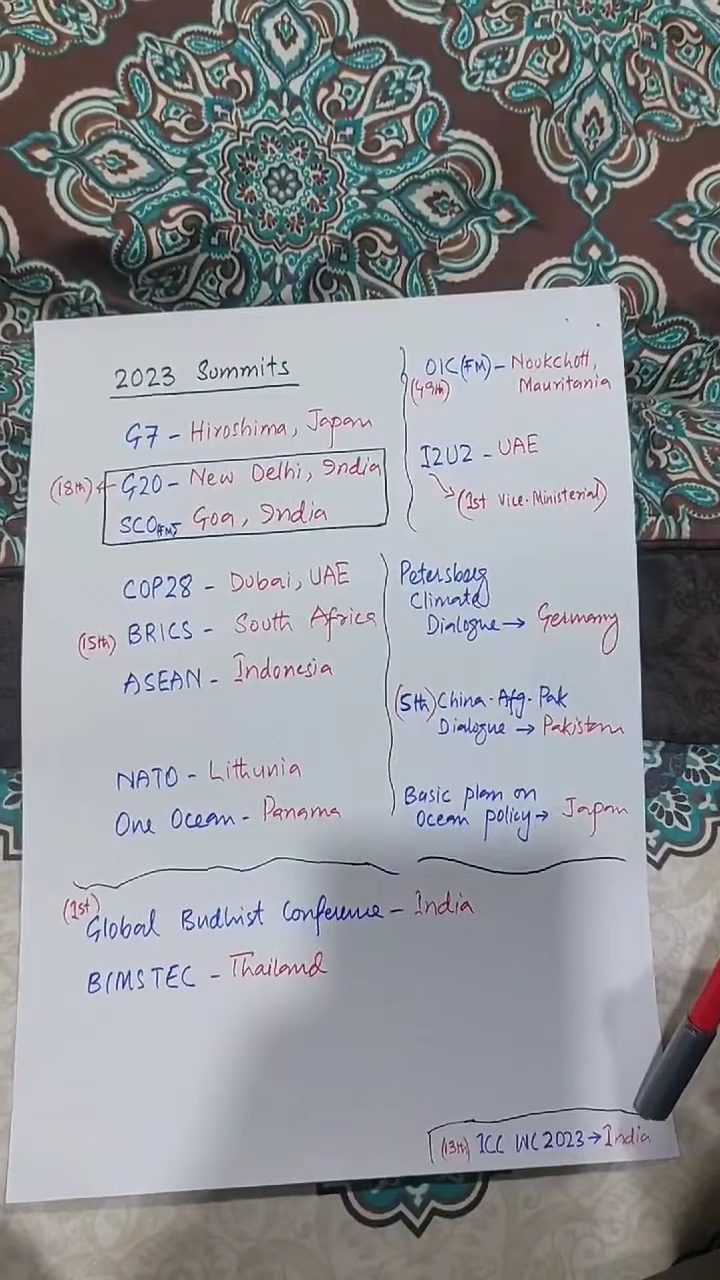 2023 Summits
G7 - Hiroshima, Japan
(18th) G20 - New Delhi, India
SCO(FM) Goa, India
COP28 - Dubai, UAE
(15th) BRICS - South Africa
ASEAN - Indonesia
NATO - Lithunia
One Ocean - Panama
OIC(FM) - Noukchott,
(49th) Mauritania
I2U2 - UAE
(1st Vice-Ministerial)
Petersberg
Climate
Dialogue → Germany
(5th) China-Afg-Pak
Dialogue → Pakistan
Basic plan on
Ocean policy → Japan
(1st) Global Budhist Conference - India
BIMSTEC - Thailand
(13th) ICC WC 2023 → India